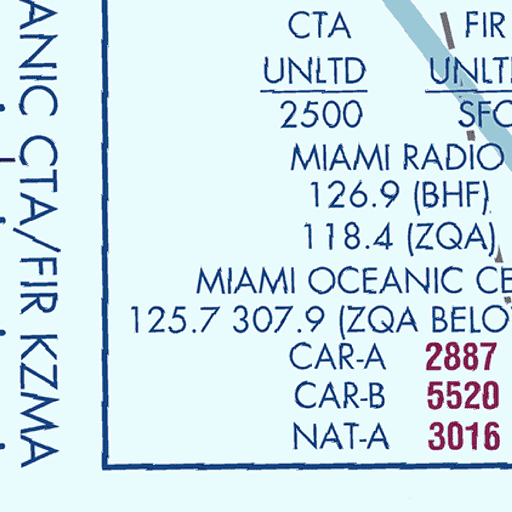 ANIC CTA/FIR KZMA
CTA FIR
UNLTD UNLT
2500 SFC
MIAMI RADIO
126.9 (BHF)
118.4 (ZQA)
MIAMI OCEANIC CE
125.7 307.9 (ZQA BELO
CAR-A 2887
CAR-B 5520
NAT-A 3016